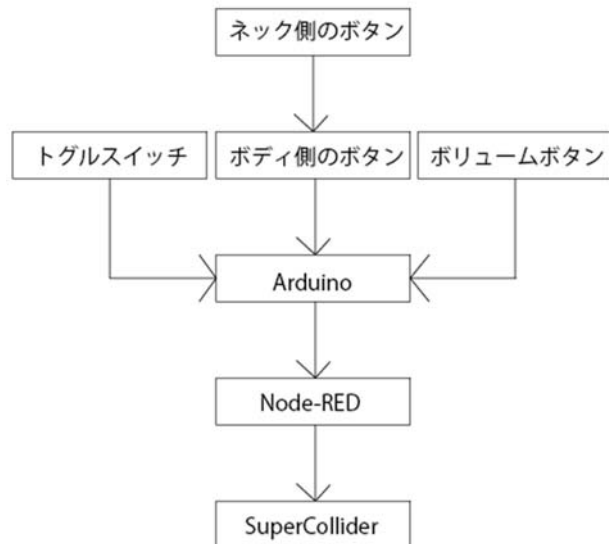 ネック側のボタン
トグルスイッチ
ボディ側のボタン
ボリュームボタン
Arduino
Node-RED
SuperCollider